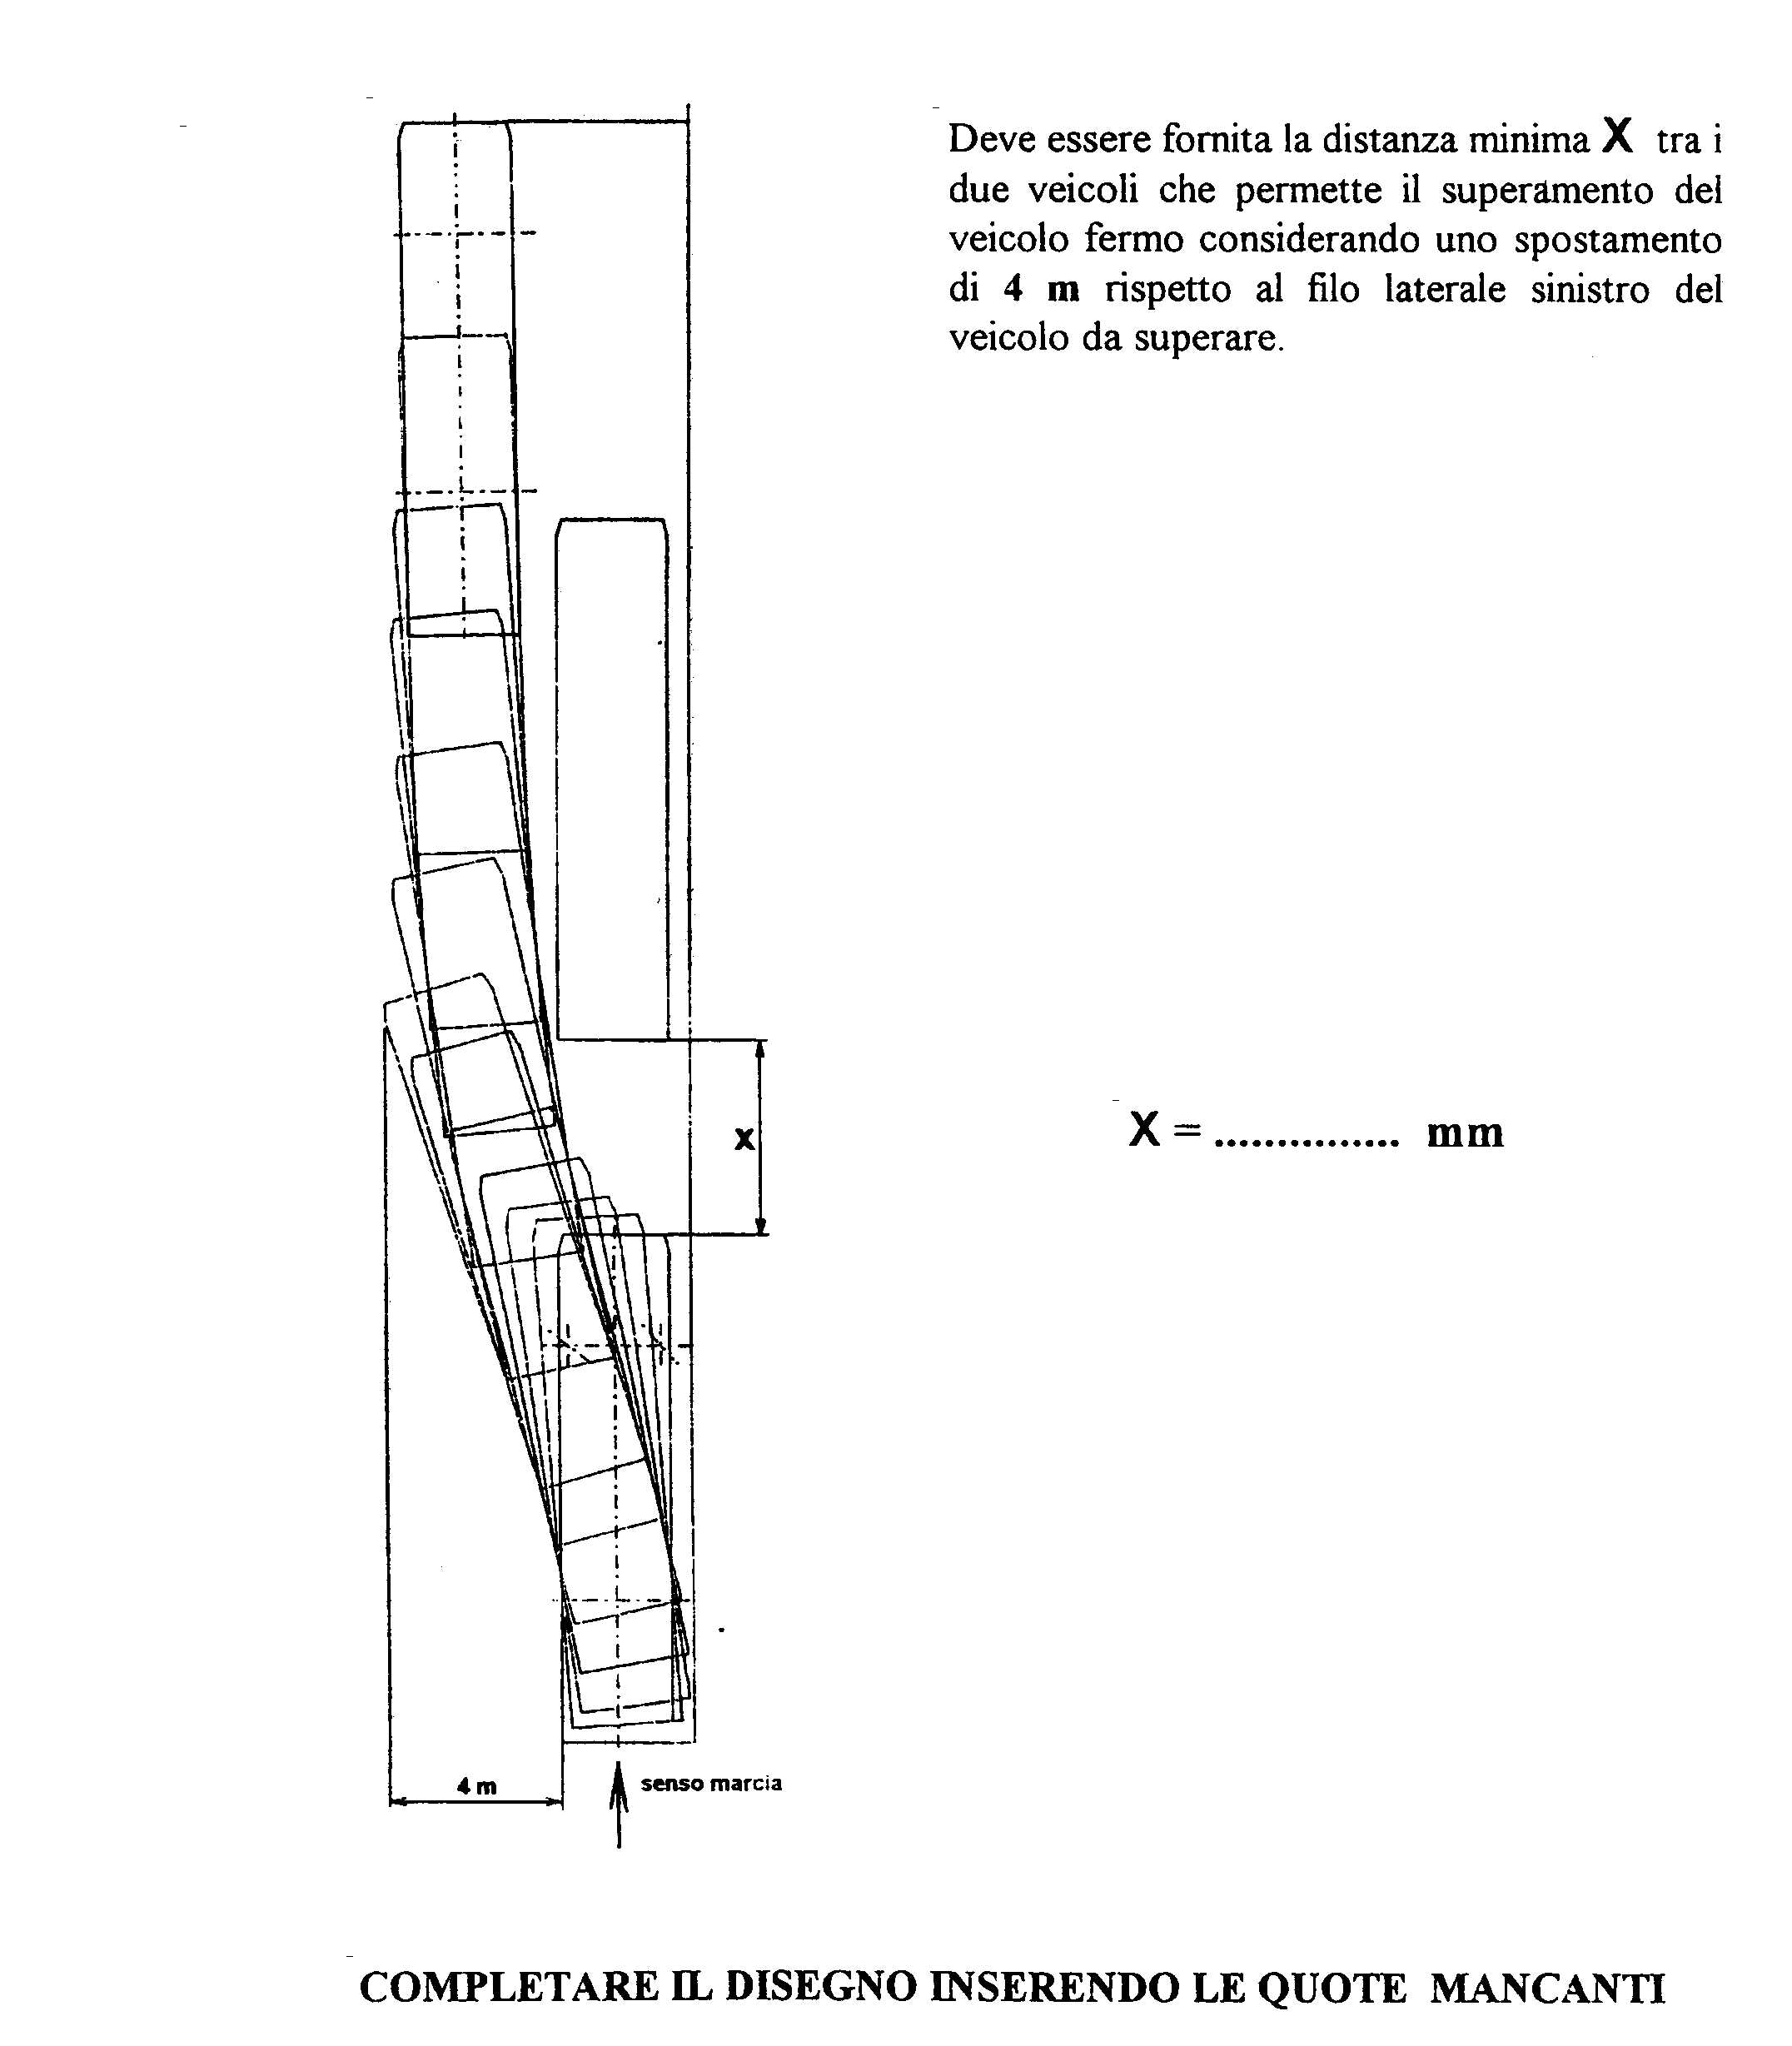 Deve essere fornita la distanza minima X tra i
due veicoli che permette il superamento del
veicolo fermo considerando uno spostamento
di 4 m rispetto al filo laterale sinistro del
veicolo da superare.
X
X = ............... mm
4 m
senso marcia
COMPLETARE IL DISEGNO INSERENDO LE QUOTE MANCANTI